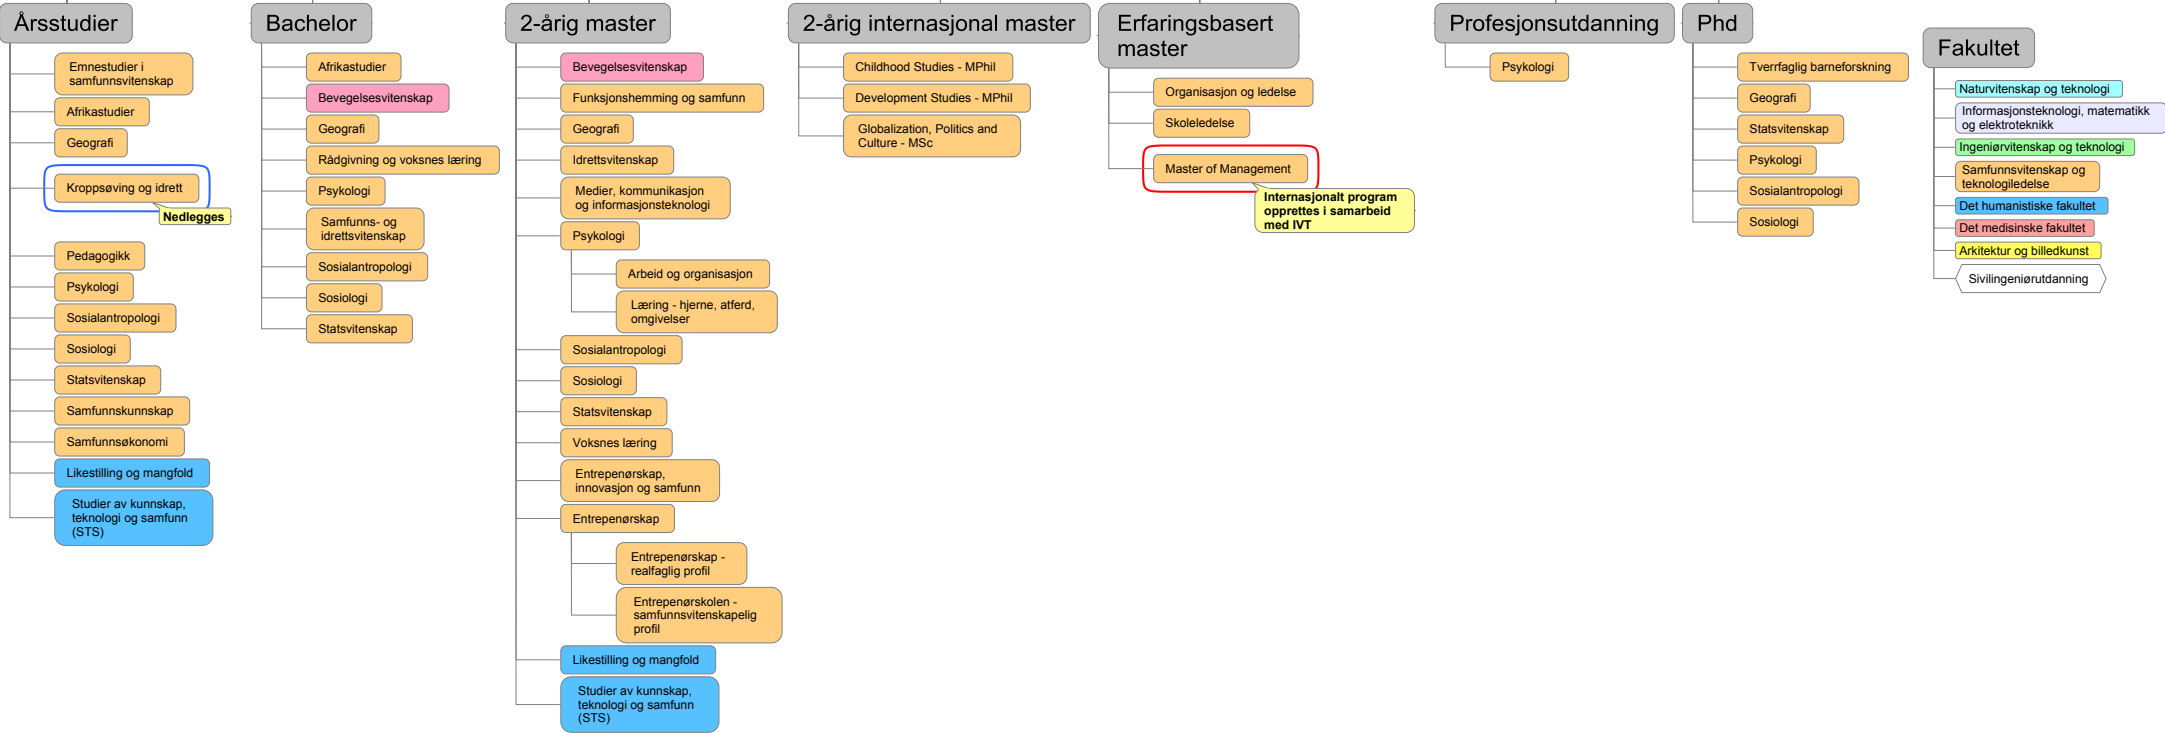 Årsstudier
Emnestudier i
samfunnsvitenskap
Afrikastudier
Geografi
Kroppsøving og idrett
Nedlegges
Pedagogikk
Psykologi
Sosialantropologi
Sosiologi
Statsvitenskap
Samfunnskunnskap
Samfunnsøkonomi
Likestilling og mangfold
Studier av kunnskap,
teknologi og samfunn
(STS)
Bachelor
Afrikastudier
Bevegelsesvitenskap
Geografi
Rådgivning og voksnes læring
Psykologi
Samfunns- og
idrettsvitenskap
Sosialantropologi
Sosiologi
Statsvitenskap
2-årig master
Bevegelsesvitenskap
Funksjonshemming og samfunn
Geografi
Idrettsvitenskap
Medier, kommunikasjon
og informasjonsteknologi
Psykologi
Arbeid og organisasjon
Læring - hjerne, atferd,
omgivelser
Sosialantropologi
Sosiologi
Statsvitenskap
Voksnes læring
Entrepenørskap,
innovasjon og samfunn
Entrepenørskap
Entrepenørskap -
realfaglig profil
Entrepenørskolen -
samfunnsvitenskapelig
profil
Likestilling og mangfold
Studier av kunnskap,
teknologi og samfunn
(STS)
2-årig internasjonal master
Childhood Studies - MPhil
Development Studies - MPhil
Globalization, Politics and
Culture - MSc
Erfaringsbasert
master
Organisasjon og ledelse
Skoleledelse
Master of Management
Internasjonalt program
opprettes i samarbeid
med IVT
Profesjonsutdanning
Psykologi
Phd
Tverrfaglig barneforskning
Geografi
Statsvitenskap
Psykologi
Sosialantropologi
Sosiologi
Fakultet
Naturvitenskap og teknologi
Informasjonsteknologi, matematikk
og elektroteknikk
Ingeniørvitenskap og teknologi
Samfunnsvitenskap og
teknologiledelse
Det humanistiske fakultet
Det medisinske fakultet
Arkitektur og billedkunst
Sivilingeniørutdanning